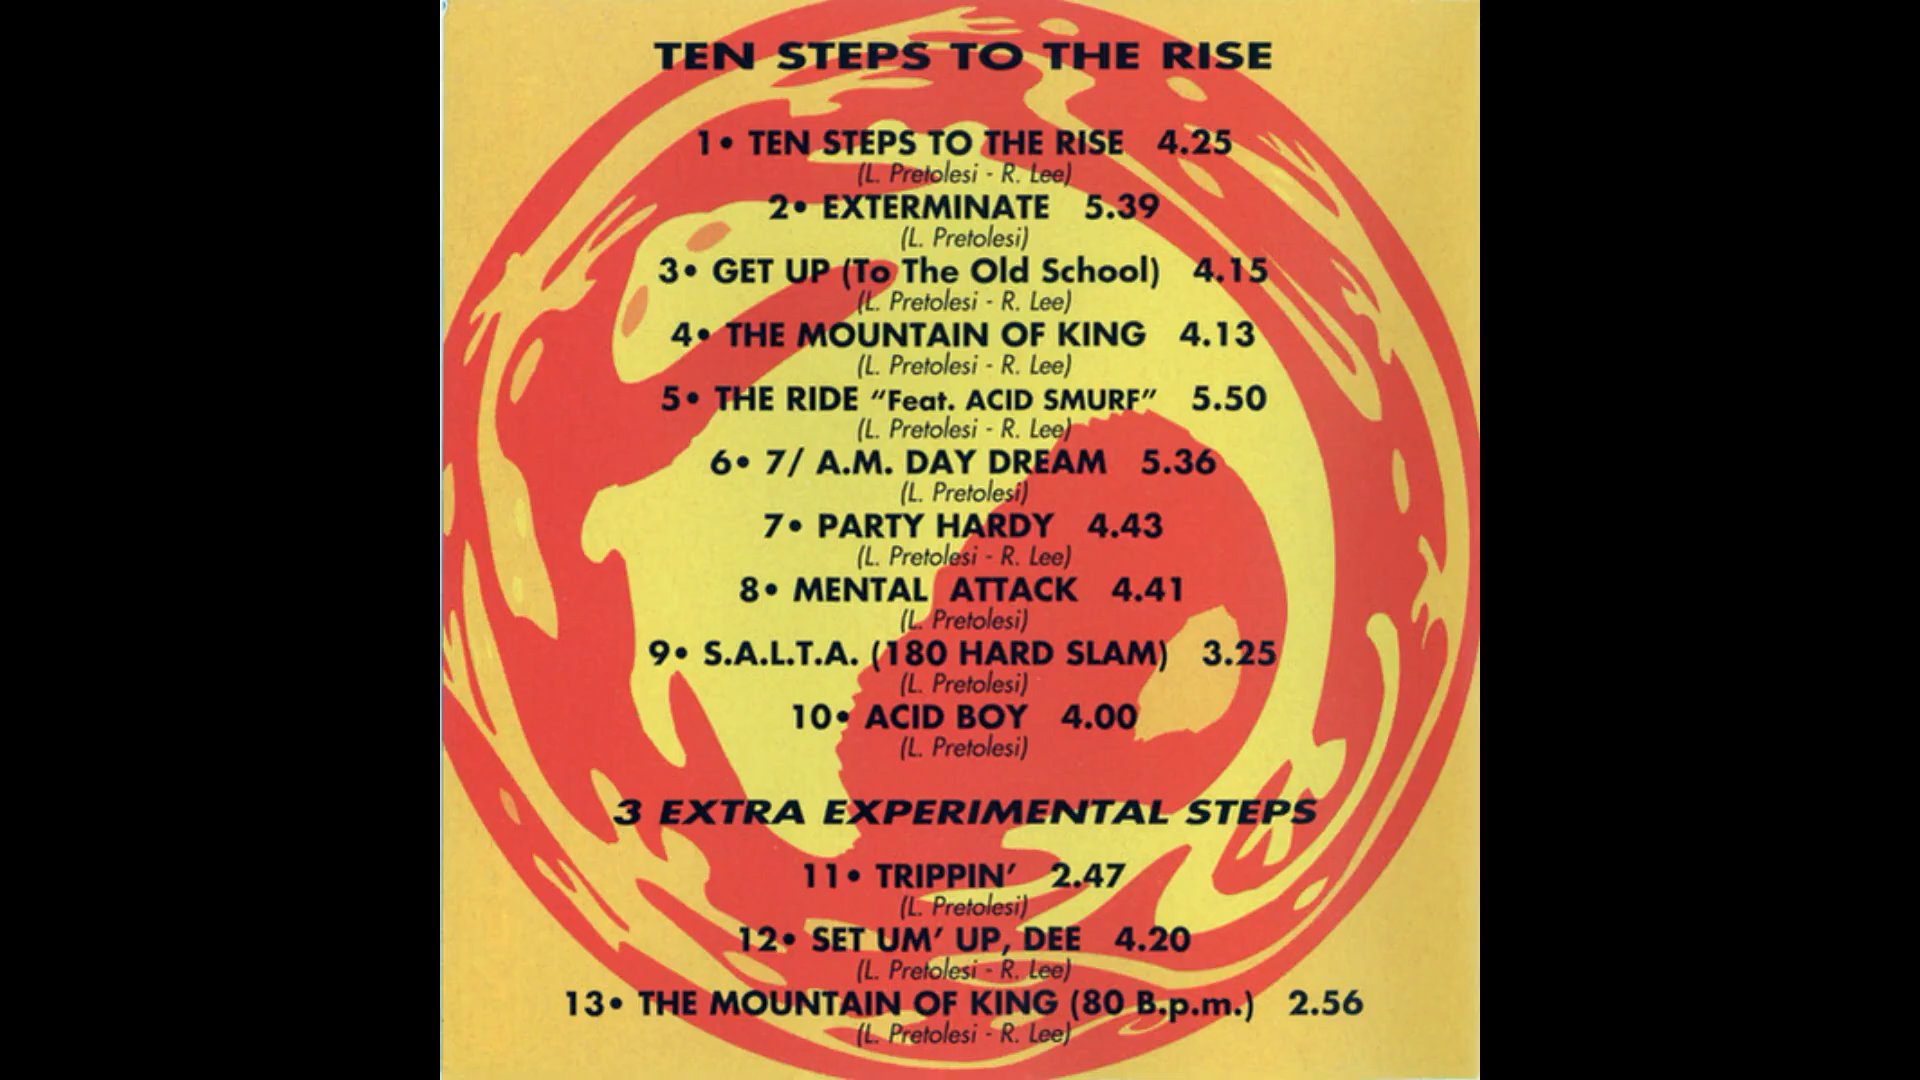 TEN STEPS TO THE RISE
1• TEN STEPS TO THE RISE 4.25
(L. Pretolesi - R. Lee)
2• EXTERMINATE 5.39
(L. Pretolesi)
3• GET UP (To The Old School) 4.15
(L. Pretolesi - R. Lee)
4• THE MOUNTAIN OF KING 4.13
(L. Pretolesi - R. Lee)
5• THE RIDE “Feat. ACID SMURF” 5.50
(L. Pretolesi - R. Lee)
6• 7/ A.M. DAY DREAM 5.36
(L. Pretolesi)
7• PARTY HARDY 4.43
(L. Pretolesi - R. Lee)
8• MENTAL ATTACK 4.41
(L. Pretolesi)
9• S.A.L.T.A. (180 HARD SLAM) 3.25
(L. Pretolesi)
10• ACID BOY 4.00
(L. Pretolesi)
3 EXTRA EXPERIMENTAL STEPS
11• TRIPPIN’ 2.47
(L. Pretolesi)
12• SET UM’ UP, DEE 4.20
(L. Pretolesi - R. Lee)
13• THE MOUNTAIN OF KING (80 B.p.m.) 2.56
(L. Pretolesi - R. Lee)